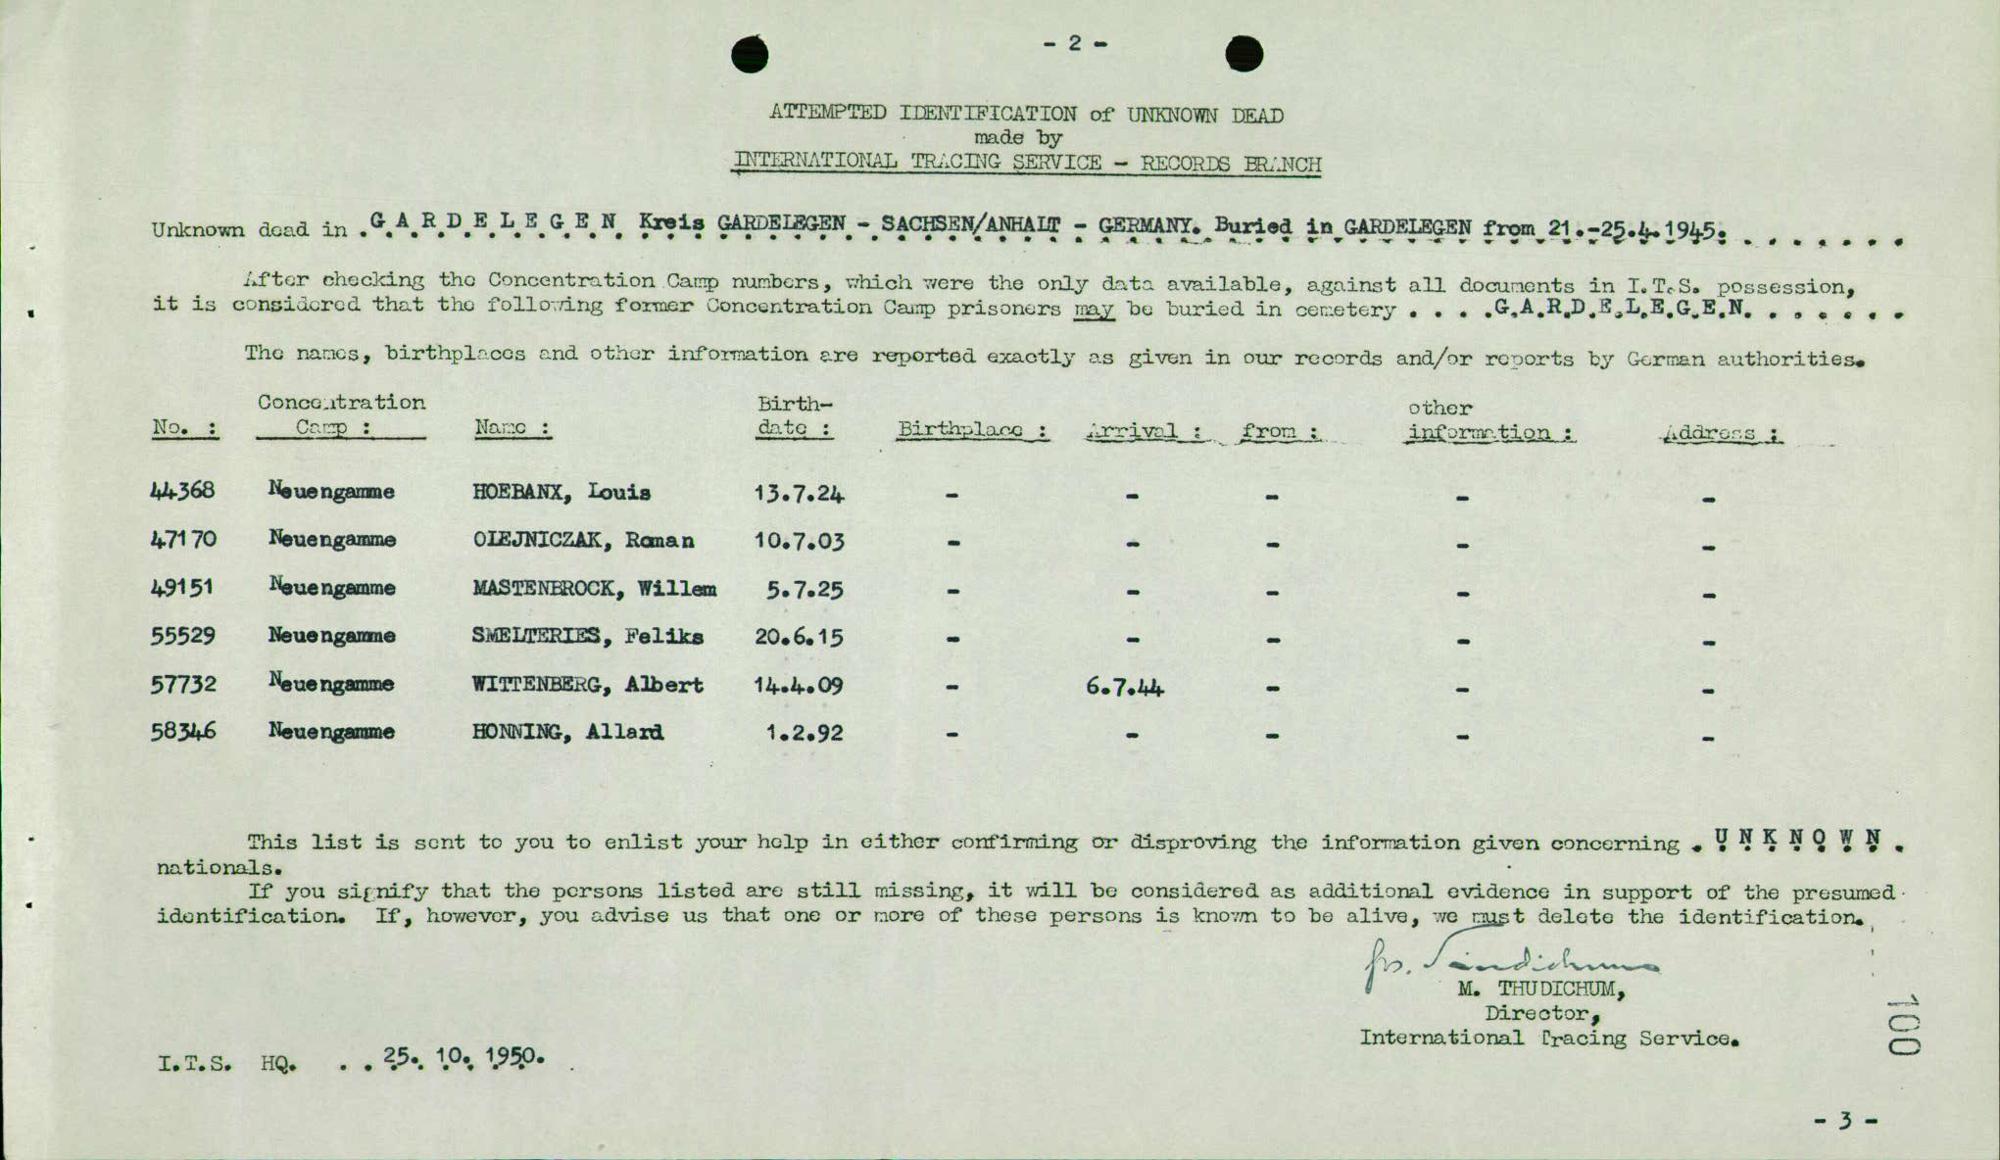 - 2 -
ATTEMPTED IDENTIFICATION of UNKNOWN DEAD
made by
INTERNATIONAL TRACING SERVICE - RECORDS BRANCH
Unknown dead in .G.A.R.D.E.L.E.G.E.N. Kreis GARDELEGEN - SACHSEN/ANHALT - GERMANY. Buried in GARDELEGEN from 21.-25.4.1945. . . . . . . .
After checking the Concentration Camp numbers, which were the only data available, against all documents in I.T.S. possession,
it is considered that the following former Concentration Camp prisoners may be buried in cemetery . . . .G.A.R.D.E.L.E.G.E.N. . . . . . .
The names, birthplaces and other information are reported exactly as given in our records and/or reports by German authorities.
No. : Concentration Camp : Name : Birth-date : Birthplace : Arrival : from : other information : Address :
44368 Neuengamme HOEBANX, Louis 13.7.24 - - - - -
47170 Neuengamme OLEJNICZAK, Roman 10.7.03 - - - - -
49151 Neuengamme MASTENBROCK, Willem 5.7.25 - - - - -
55529 Neuengamme SMELTERIES, Feliks 20.6.15 - - - - -
57732 Neuengamme WITTENBERG, Albert 14.4.09 - 6.7.44 - - -
58346 Neuengamme HONNING, Allard 1.2.92 - - - - -
This list is sent to you to enlist your help in either confirming or disproving the information given concerning . U.N.K.N.O.W.N. .
nationals.
If you signify that the persons listed are still missing, it will be considered as additional evidence in support of the presumed
identification. If, however, you advise us that one or more of these persons is known to be alive, we must delete the identification.
M. THUDICHUM,
Director,
International Tracing Service.
100
I.T.S. HQ. . . 25. 10. 1950.
- 3 -